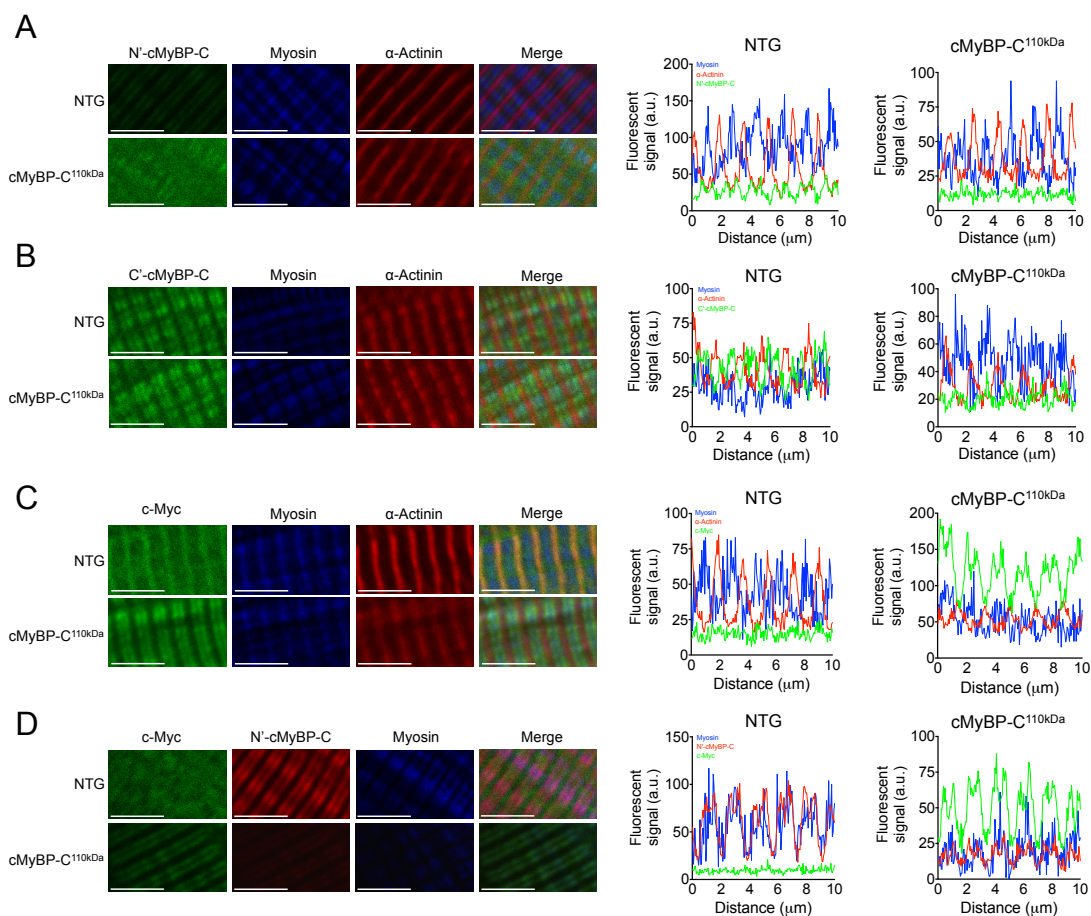 A
N'-cMyBP-C Myosin α-Actinin Merge
NTG
cMyBP-C110kDa
NTG
Myosin
α-Actinin
N'-cMyBP-C
200
150
100
50
0
Fluorescent signal (a.u.)
0 2 4 6 8 10
Distance (μm)
cMyBP-C110kDa
100
75
50
25
0
Fluorescent signal (a.u.)
0 2 4 6 8 10
Distance (μm)
B
C'-cMyBP-C Myosin α-Actinin Merge
NTG
cMyBP-C110kDa
NTG
Myosin
α-Actinin
C'-cMyBP-C
100
75
50
25
0
Fluorescent signal (a.u.)
0 2 4 6 8 10
Distance (μm)
cMyBP-C110kDa
100
80
60
40
20
0
Fluorescent signal (a.u.)
0 2 4 6 8 10
Distance (μm)
C
c-Myc Myosin α-Actinin Merge
NTG
cMyBP-C110kDa
NTG
Myosin
α-Actinin
c-Myc
100
75
50
25
0
Fluorescent signal (a.u.)
0 2 4 6 8 10
Distance (μm)
cMyBP-C110kDa
200
150
100
50
0
Fluorescent signal (a.u.)
0 2 4 6 8 10
Distance (μm)
D
c-Myc N'-cMyBP-C Myosin Merge
NTG
cMyBP-C110kDa
NTG
Myosin
N'-cMyBP-C
c-Myc
150
100
50
0
Fluorescent signal (a.u.)
0 2 4 6 8 10
Distance (μm)
cMyBP-C110kDa
100
75
50
25
0
Fluorescent signal (a.u.)
0 2 4 6 8 10
Distance (μm)